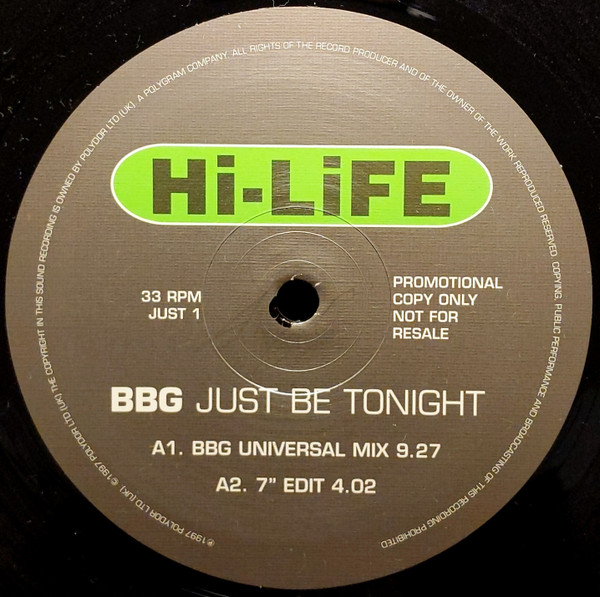 Hi-LiFE
33 RPM
JUST 1
PROMOTIONAL
COPY ONLY
NOT FOR
RESALE
BBG JUST BE TONIGHT
A1. BBG UNIVERSAL MIX 9.27
A2. 7" EDIT 4.02
℗ 1997 POLYDOR LTD (UK). © 1997 POLYDOR LTD (UK) THE COPYRIGHT IN THIS SOUND RECORDING IS OWNED BY POLYDOR LTD (UK). A POLYGRAM COMPANY. ALL RIGHTS OF THE RECORD PRODUCER AND OF THE OWNER OF THE WORK REPRODUCED RESERVED. COPYING, PUBLIC PERFORMANCE AND BROADCASTING OF THIS RECORDING PROHIBITED